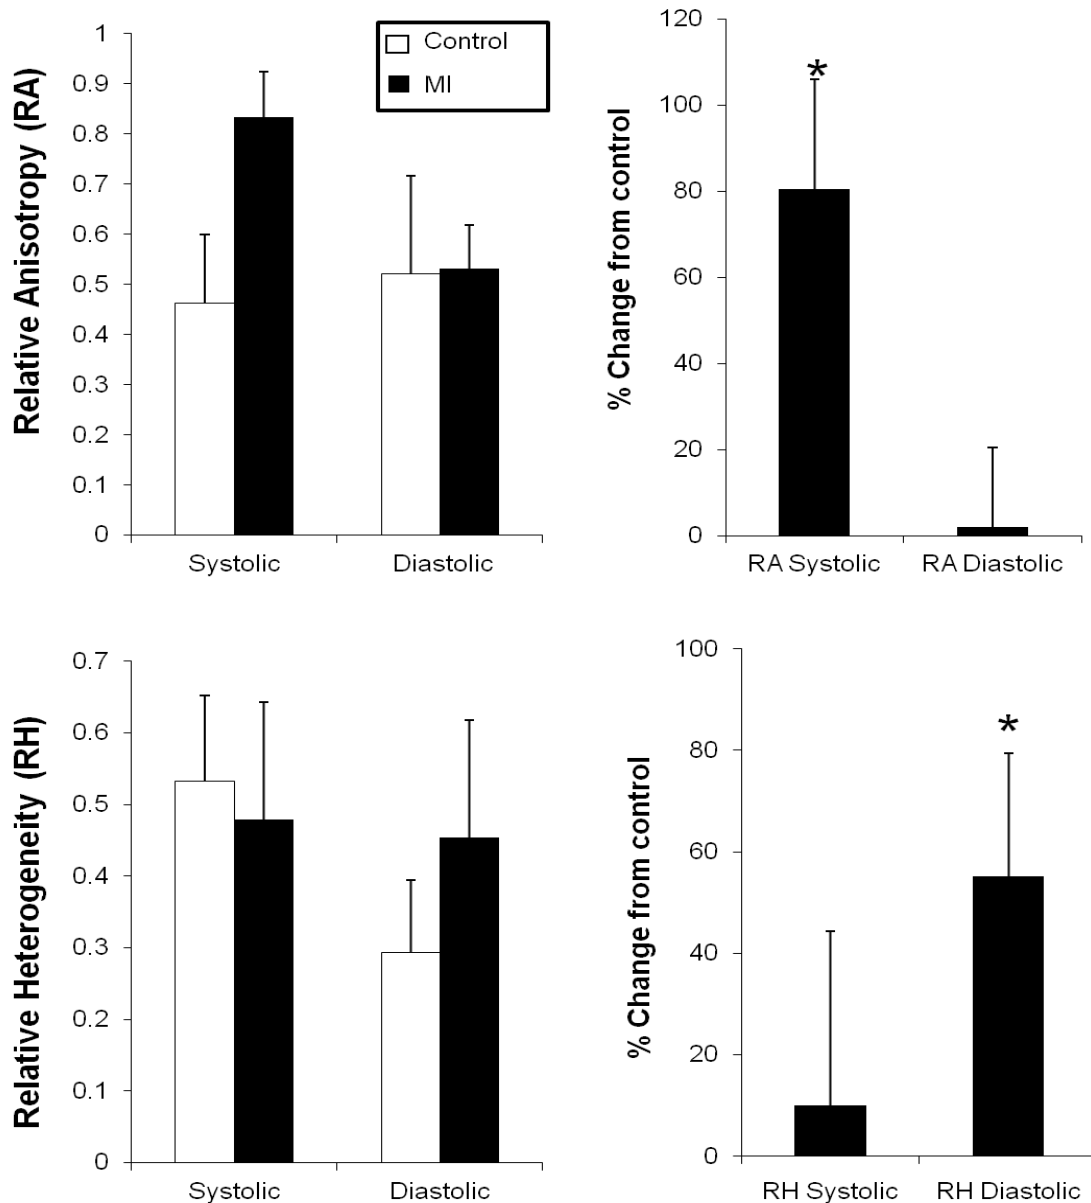 Relative Anisotropy (RA)
1
0.9
0.8
0.7
0.6
0.5
0.4
0.3
0.2
0.1
0
Systolic
Diastolic
Control
MI
% Change from control
120
100
80
60
40
20
0
*
RA Systolic
RA Diastolic
Relative Heterogeneity (RH)
0.7
0.6
0.5
0.4
0.3
0.2
0.1
0
Systolic
Diastolic
% Change from control
100
80
60
40
20
0
*
RH Systolic
RH Diastolic